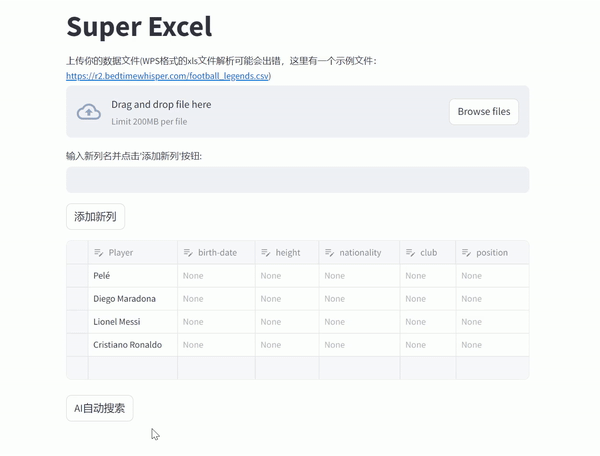 Super Excel
上传你的数据文件(WPS格式的xls文件解析可能会出错，这里有一个示例文件：
https://r2.bedtimewhisper.com/football_legends.csv)
Drag and drop file here
Limit 200MB per file
Browse files
输入新列名并点击'添加新列'按钮:
添加新列
Player birth-date height nationality club position
Pelé None None None None None
Diego Maradona None None None None None
Lionel Messi None None None None None
Cristiano Ronaldo None None None None None
AI自动搜索